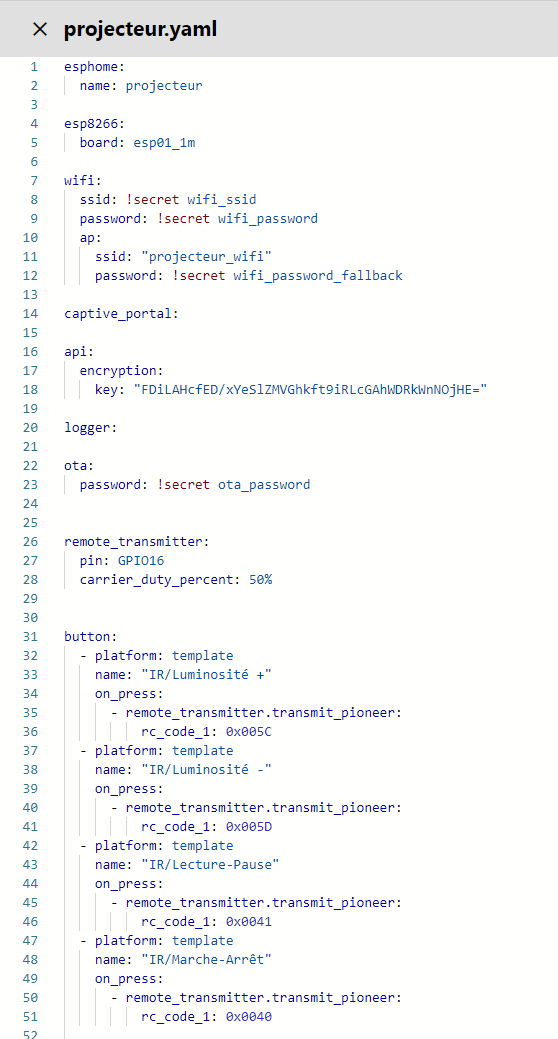 × projecteur.yaml
1 esphome:
2   name: projecteur
3
4 esp8266:
5   board: esp01_1m
6
7 wifi:
8   ssid: !secret wifi_ssid
9   password: !secret wifi_password
10   ap:
11     ssid: "projecteur_wifi"
12     password: !secret wifi_password_fallback
13
14 captive_portal:
15
16 api:
17   encryption:
18     key: "FDiLAHcfED/xYeSlZMVGhkft9iRLcGAhWDRkWnNOjHE="
19
20 logger:
21
22 ota:
23   password: !secret ota_password
24
25
26 remote_transmitter:
27   pin: GPIO16
28   carrier_duty_percent: 50%
29
30
31 button:
32   - platform: template
33     name: "IR/Luminosité +"
34     on_press:
35       - remote_transmitter.transmit_pioneer:
36           rc_code_1: 0x005C
37   - platform: template
38     name: "IR/Luminosité -"
39     on_press:
40       - remote_transmitter.transmit_pioneer:
41           rc_code_1: 0x005D
42   - platform: template
43     name: "IR/Lecture-Pause"
44     on_press:
45       - remote_transmitter.transmit_pioneer:
46           rc_code_1: 0x0041
47   - platform: template
48     name: "IR/Marche-Arrêt"
49     on_press:
50       - remote_transmitter.transmit_pioneer:
51           rc_code_1: 0x0040
52